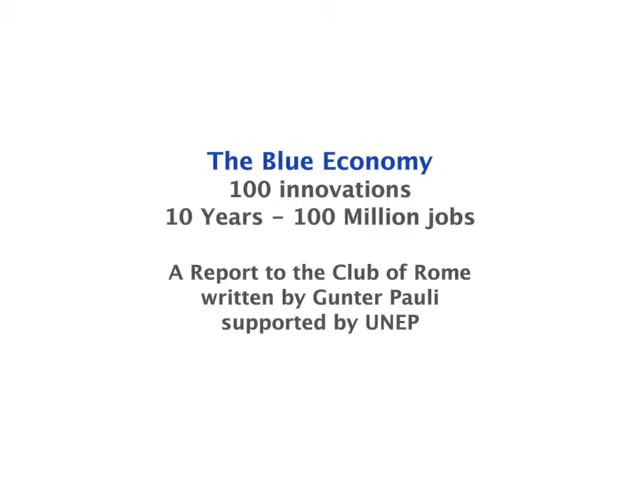 The Blue Economy
100 innovations
10 Years - 100 Million jobs
A Report to the Club of Rome
written by Gunter Pauli
supported by UNEP